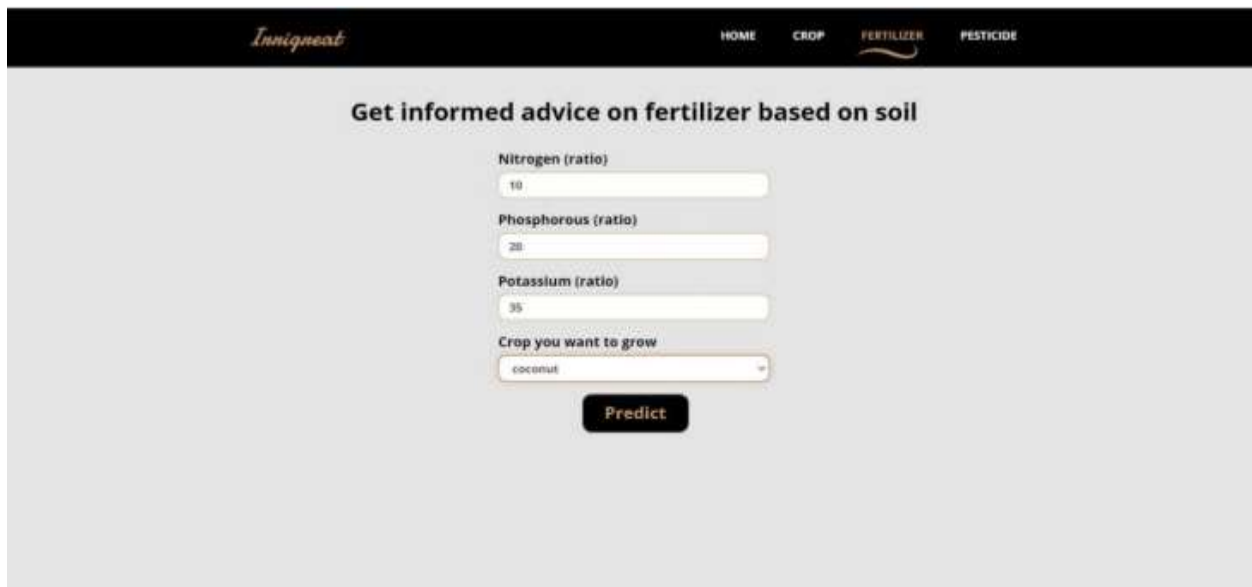 Innigneat HOME CROP FERTILIZER PESTICIDE
Get informed advice on fertilizer based on soil
Nitrogen (ratio)
10
Phosphorous (ratio)
20
Potassium (ratio)
35
Crop you want to grow
coconut
Predict